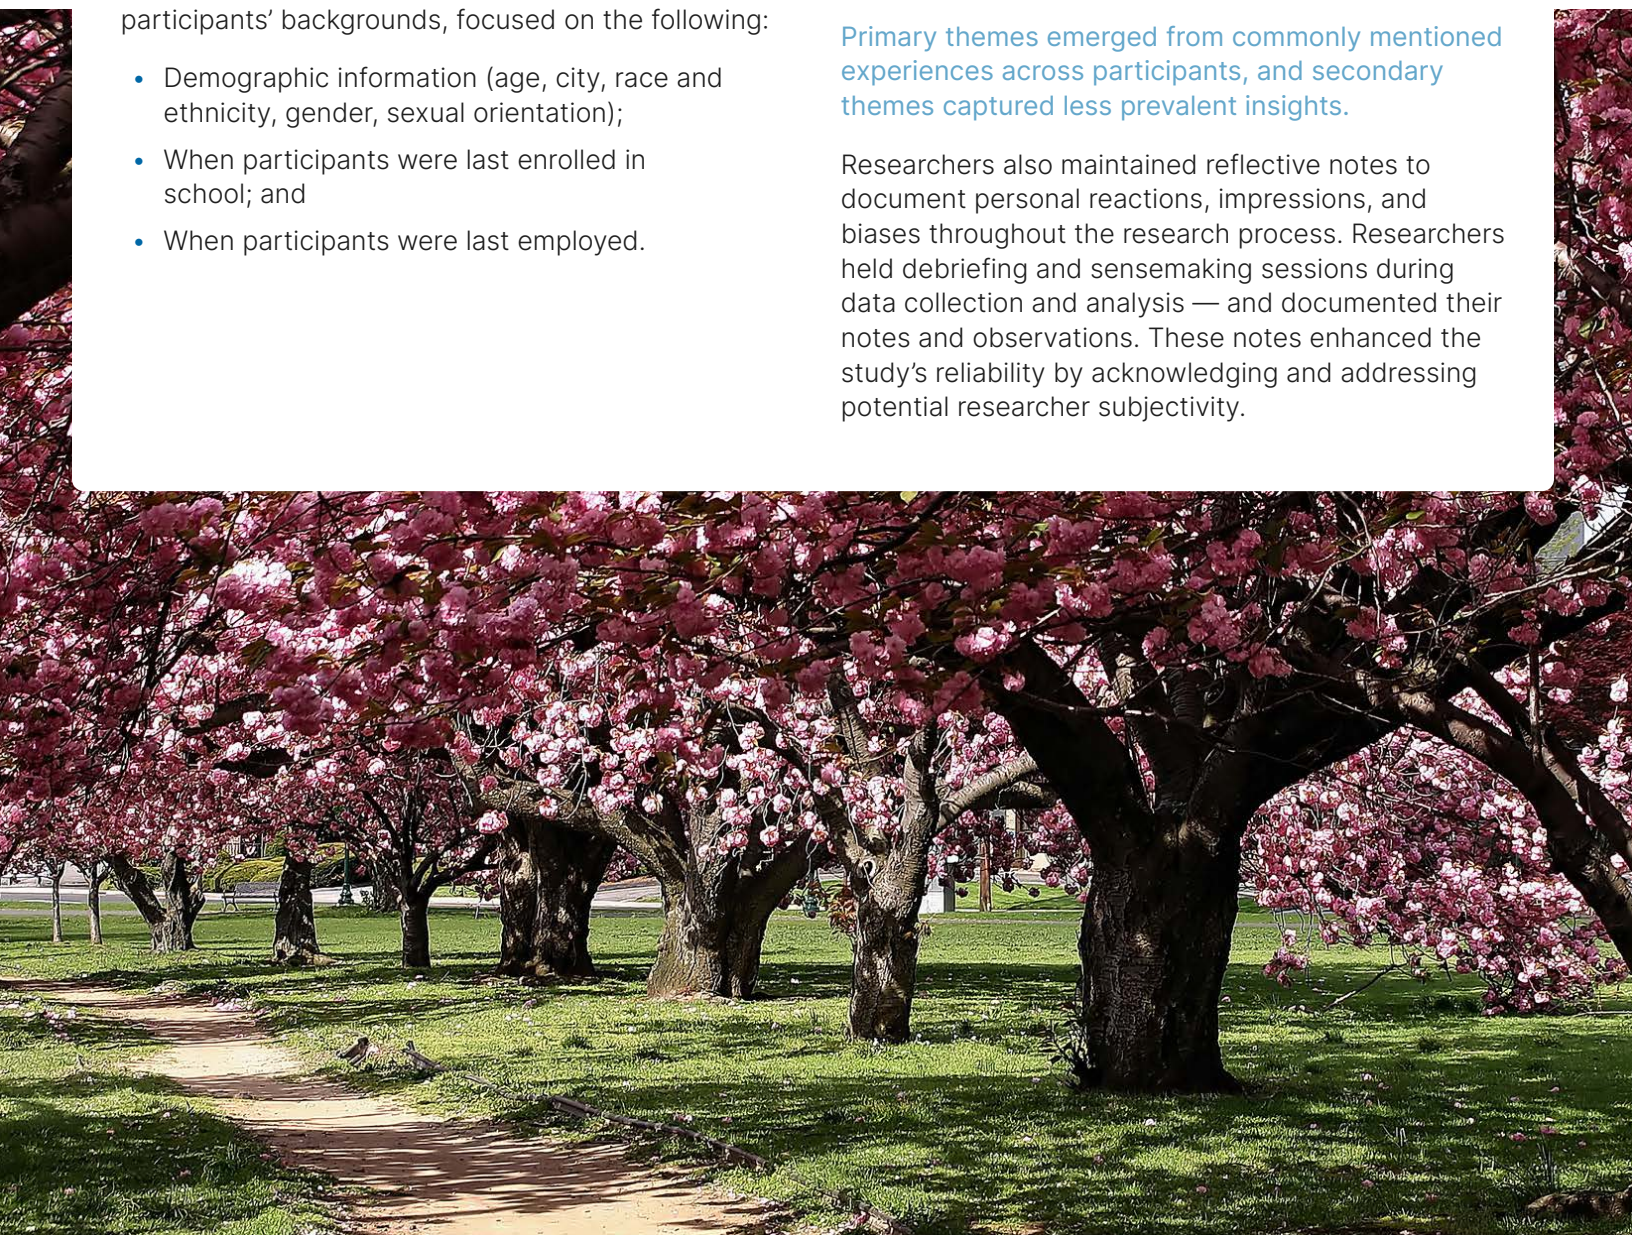 participants’ backgrounds, focused on the following:
• Demographic information (age, city, race and
ethnicity, gender, sexual orientation);
• When participants were last enrolled in
school; and
• When participants were last employed.
Primary themes emerged from commonly mentioned
experiences across participants, and secondary
themes captured less prevalent insights.
Researchers also maintained reflective notes to
document personal reactions, impressions, and
biases throughout the research process. Researchers
held debriefing and sensemaking sessions during
data collection and analysis — and documented their
notes and observations. These notes enhanced the
study’s reliability by acknowledging and addressing
potential researcher subjectivity.